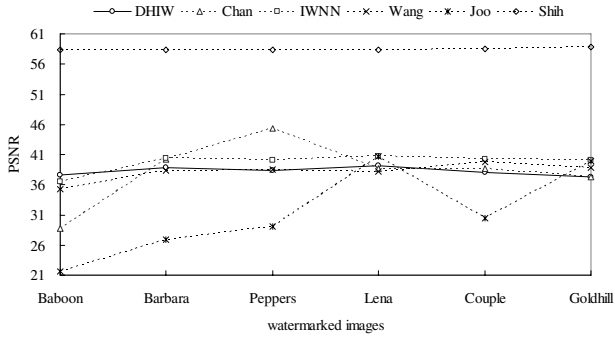 DHIW Chan IWNN Wang Joo Shih
61
56
51
46
41
36
31
26
21
PSNR
Baboon Barbara Peppers Lena Couple Goldhill
watermarked images